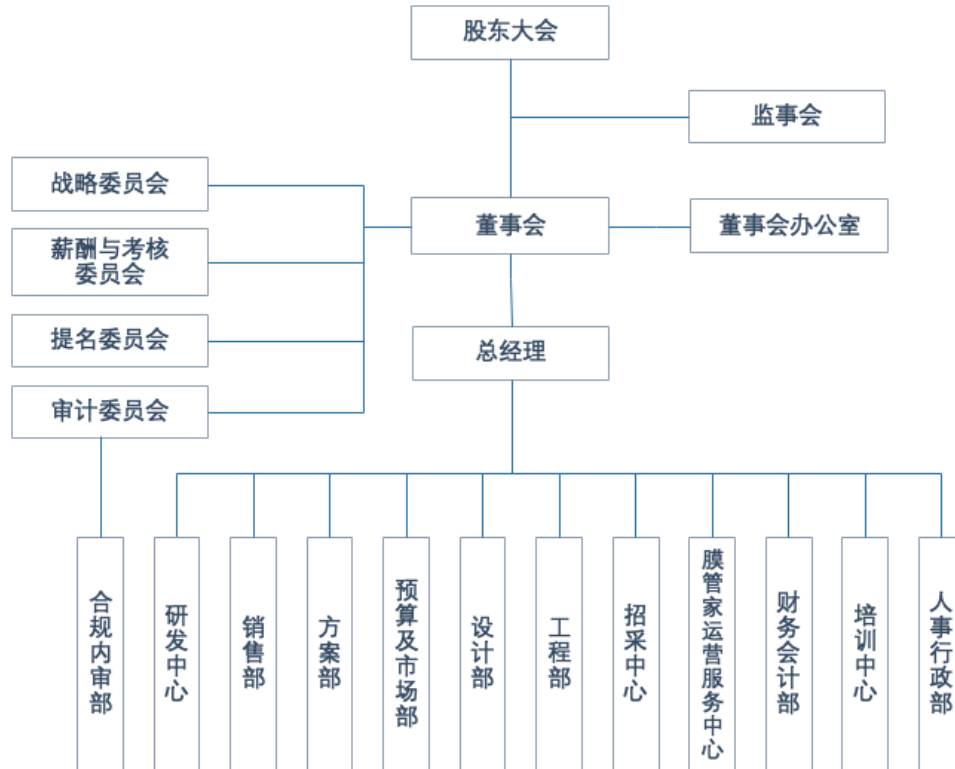 股东大会
监事会
战略委员会
董事会
董事会办公室
薪酬与考核
委员会
提名委员会
总经理
审计委员会
合规内审部
研发中心
销售部
方案部
预算及市场部
设计部
工程部
招采中心
膜管家运营服务中心
财务会计部
培训中心
人事行政部